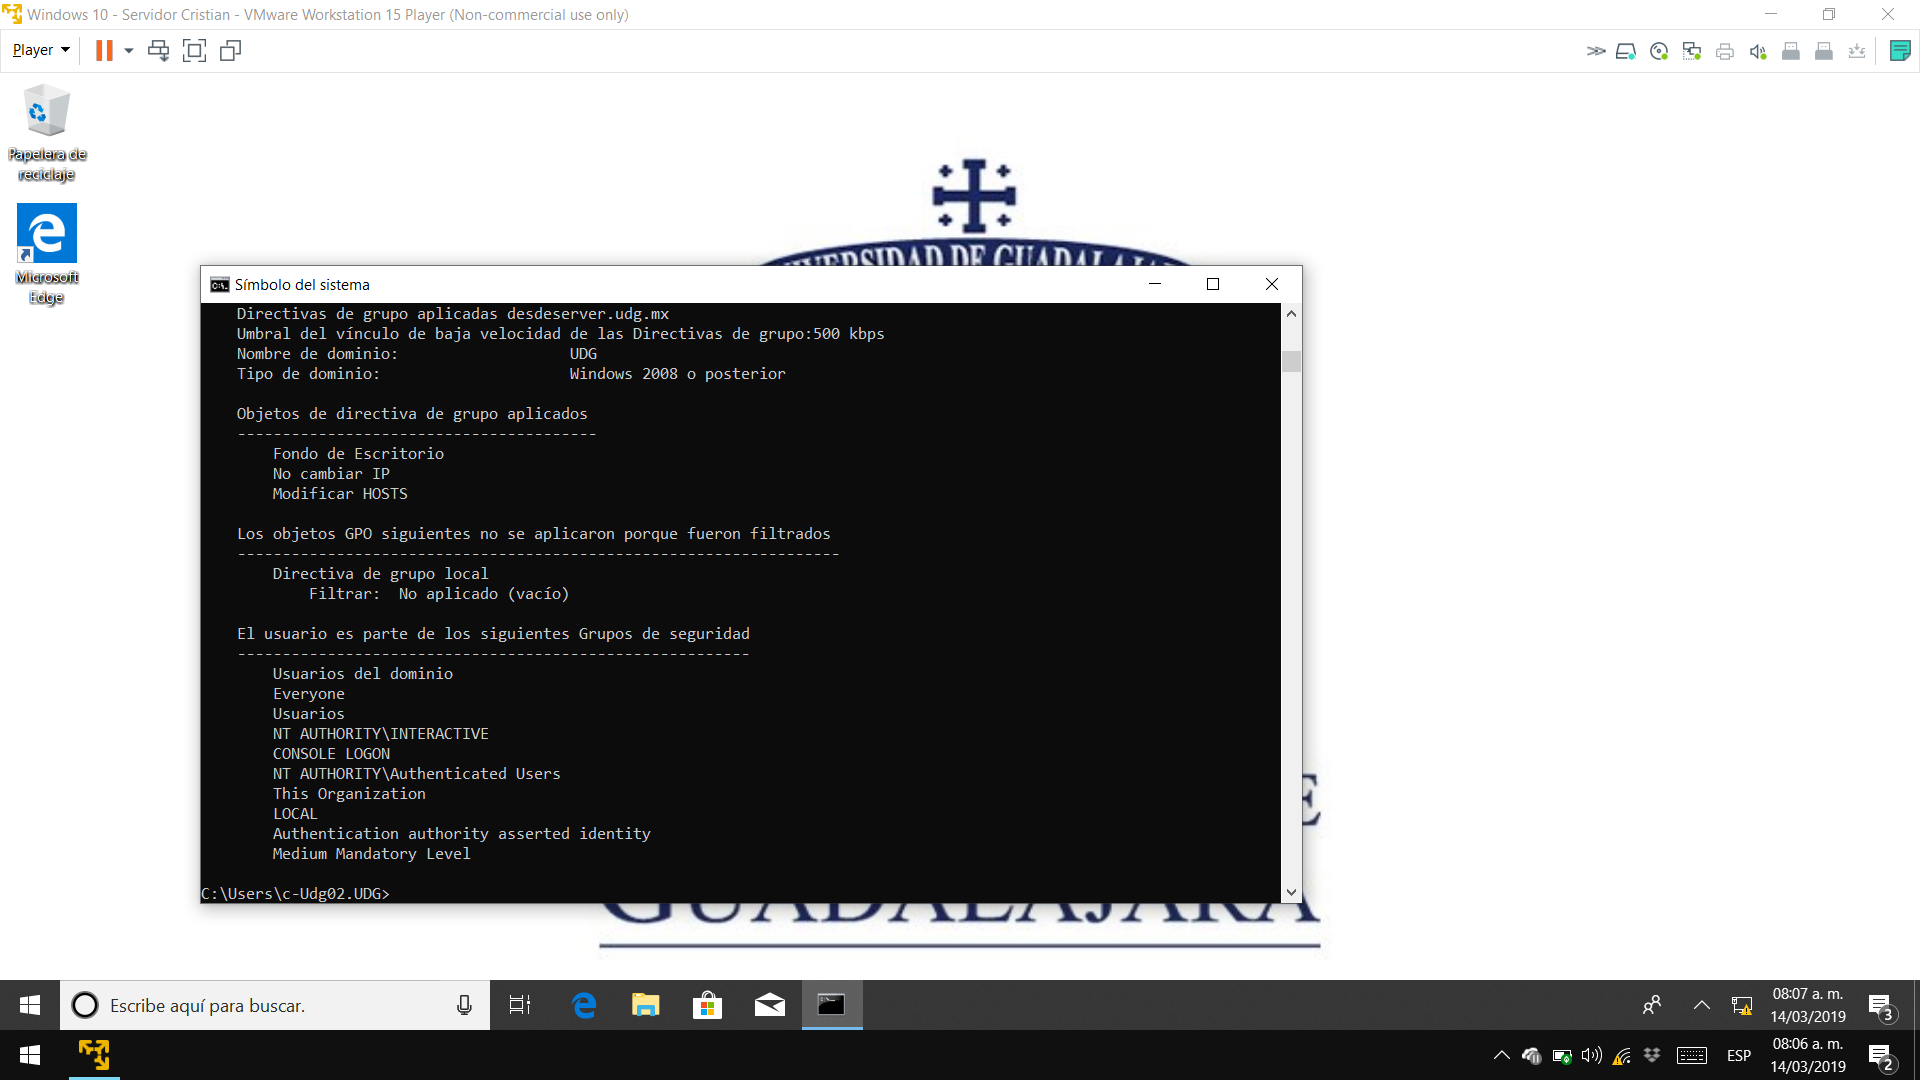 Windows 10 - Servidor Cristian - VMware Workstation 15 Player (Non-commercial use only)
Player
Papelera de
reciclaje
Microsoft
Edge
UNIVERSIDAD DE GUADALAJARA
Símbolo del sistema
Directivas de grupo aplicadas desdeserver.udg.mx
Umbral del vínculo de baja velocidad de las Directivas de grupo:500 kbps
Nombre de dominio: UDG
Tipo de dominio: Windows 2008 o posterior
Objetos de directiva de grupo aplicados
----------------------------------------
Fondo de Escritorio
No cambiar IP
Modificar HOSTS
Los objetos GPO siguientes no se aplicaron porque fueron filtrados
-------------------------------------------------------------------
Directiva de grupo local
Filtrar: No aplicado (vacío)
El usuario es parte de los siguientes Grupos de seguridad
---------------------------------------------------------
Usuarios del dominio
Everyone
Usuarios
NT AUTHORITY\INTERACTIVE
CONSOLE LOGON
NT AUTHORITY\Authenticated Users
This Organization
LOCAL
Authentication authority asserted identity
Medium Mandatory Level
C:\Users\c-Udg02.UDG>
GUADALAJARA
Escribe aquí para buscar.
08:07 a. m.
14/03/2019
3
ESP
08:06 a. m.
14/03/2019
2